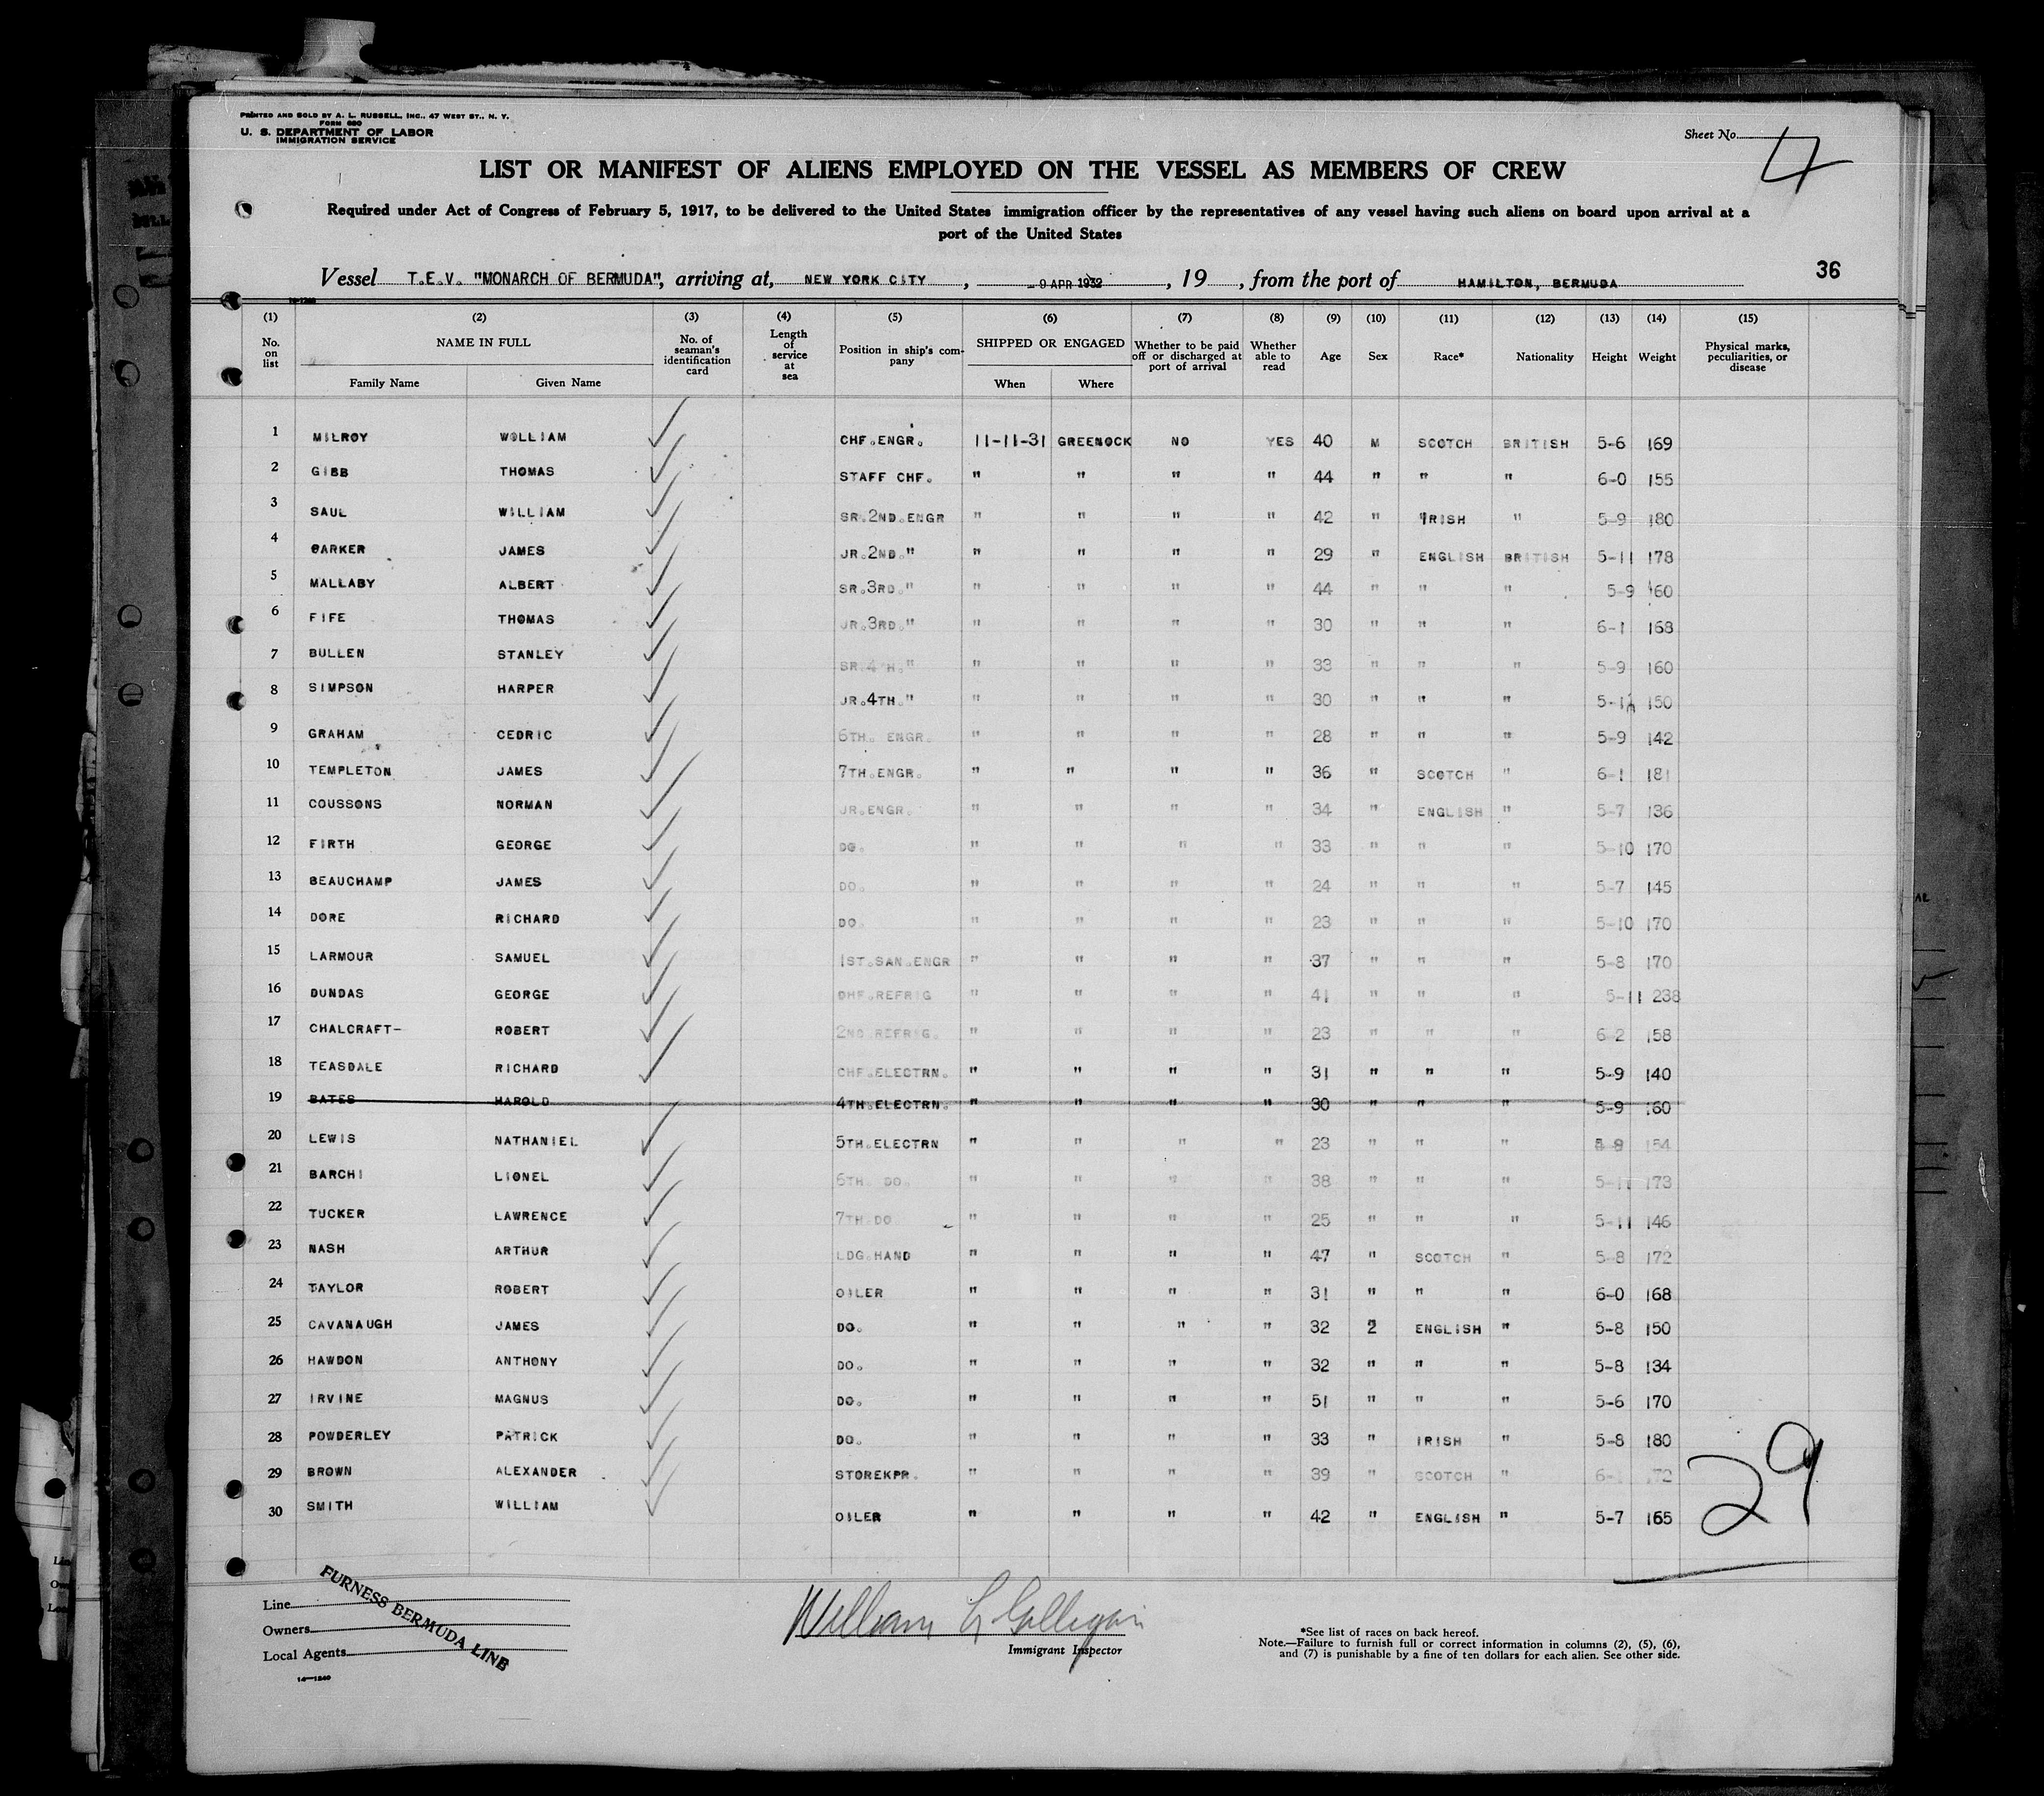 PRINTED AND SOLD BY A. L. RUSSELL, INC., 47 WEST ST., N. Y.
FORM 680
U. S. DEPARTMENT OF LABOR
IMMIGRATION SERVICE
Sheet No. 4
LIST OR MANIFEST OF ALIENS EMPLOYED ON THE VESSEL AS MEMBERS OF CREW
Required under Act of Congress of February 5, 1917, to be delivered to the United States immigration officer by the representatives of any vessel having such aliens on board upon arrival at a
port of the United States
36
Vessel T.E.V. "MONARCH OF BERMUDA", arriving at, NEW YORK CITY, -9 APR 1932, 19, from the port of HAMILTON, BERMUDA
(1) (2) (3) (4) (5) (6) (7) (8) (9) (10) (11) (12) (13) (14) (15)
No. on list NAME IN FULL Family Name Given Name No. of seaman's identification card Length of service at sea Position in ship's company SHIPPED OR ENGAGED When Where Whether to be paid off or discharged at port of arrival Whether able to read Age Sex Race* Nationality Height Weight Physical marks, peculiarities, or disease
1 MILROY WOLLIAM CHF.ENGR. 11-11-31 GREENOCK NO YES 40 M SCOTCH BRITISH 5-6 169
2 GIBB THOMAS STAFF CHF. " " " " 44 " " " 6-0 155
3 SAUL WILLIAM SR.2ND.ENGR " " " " 42 " IRISH " 5-9 180
4 BARKER JAMES JR.2ND." " " " " 29 " ENGLISH BRITISH 5-11 178
5 MALLABY ALBERT SR.3RD." " " " " 44 " " " 5-9 160
6 FIFE THOMAS JR.3RD." " " " " 30 " " " 6-1 168
7 BULLEN STANLEY SR.4TH." " " " " 33 " " " 5-9 160
8 SIMPSON HARPER JR.4TH." " " " " 30 " " " 150
9 GRAHAM CEDRIC 6TH. ENGR. " " " " 28 " " " 5-9 142
10 TEMPLETON JAMES 7TH.ENGR. " " " " 36 " SCOTCH " 6-1 181
11 COUSSONS NORMAN JR.ENGR. " " " " 34 " ENGLISH " 5-7 136
12 FIRTH GEORGE DO. " " " " 33 " " " 5-10 170
13 BEAUCHAMP JAMES DO. " " " " 24 " " " 5-7 145
14 DORE RICHARD DO. " " " " 23 " " " 5-10 170
15 LARMOUR SAMUEL 1ST.SAN.ENGR " " " " 37 " " " 5-8 170
16 DUNDAS GEORGE CHF.REFRIG " " " " 41 " " " 5-11 238
17 CHALCRAFT- ROBERT 2ND.REFRIG. " " " " 23 " " " 6-2 158
18 TEASDALE RICHARD CHF.ELECTRN. " " " " 31 " " " 5-9 140
19 BATES HAROLD 4TH.ELECTRN. " " " " 30 " " " 5-9 160
20 LEWIS NATHANIEL 5TH.ELECTRN " " " " 23 " " " 154
21 BARCHI LIONEL 6TH. DO. " " " " 38 " " " 5-11 173
22 TUCKER LAWRENCE 7TH.DO " " " " 25 " " " 5-11 146
23 NASH ARTHUR LDG.HAND " " " " 47 " SCOTCH " 5-8 172
24 TAYLOR ROBERT OILER " " " " 31 " " " 6-0 168
25 CAVANAUGH JAMES DO. " " " " 32 2 ENGLISH " 5-8 150
26 HAWDON ANTHONY DO. " " " " 32 " " " 5-8 134
27 IRVINE MAGNUS DO. " " " " 51 " " " 5-6 170
28 POWDERLEY PATRICK DO. " " " " 33 " IRISH " 5-8 180
29 BROWN ALEXANDER STOREKPR. " " " " 39 " SCOTCH "
30 SMITH WILLIAM OILER " " " " 42 " ENGLISH " 5-7 165
29
Line
Owners
Local Agents
FURNESS BERMUDA LINE
William G Galligan
Immigrant Inspector
*See list of races on back hereof.
Note.—Failure to furnish full or correct information in columns (2), (5), (6),
and (7) is punishable by a fine of ten dollars for each alien. See other side.